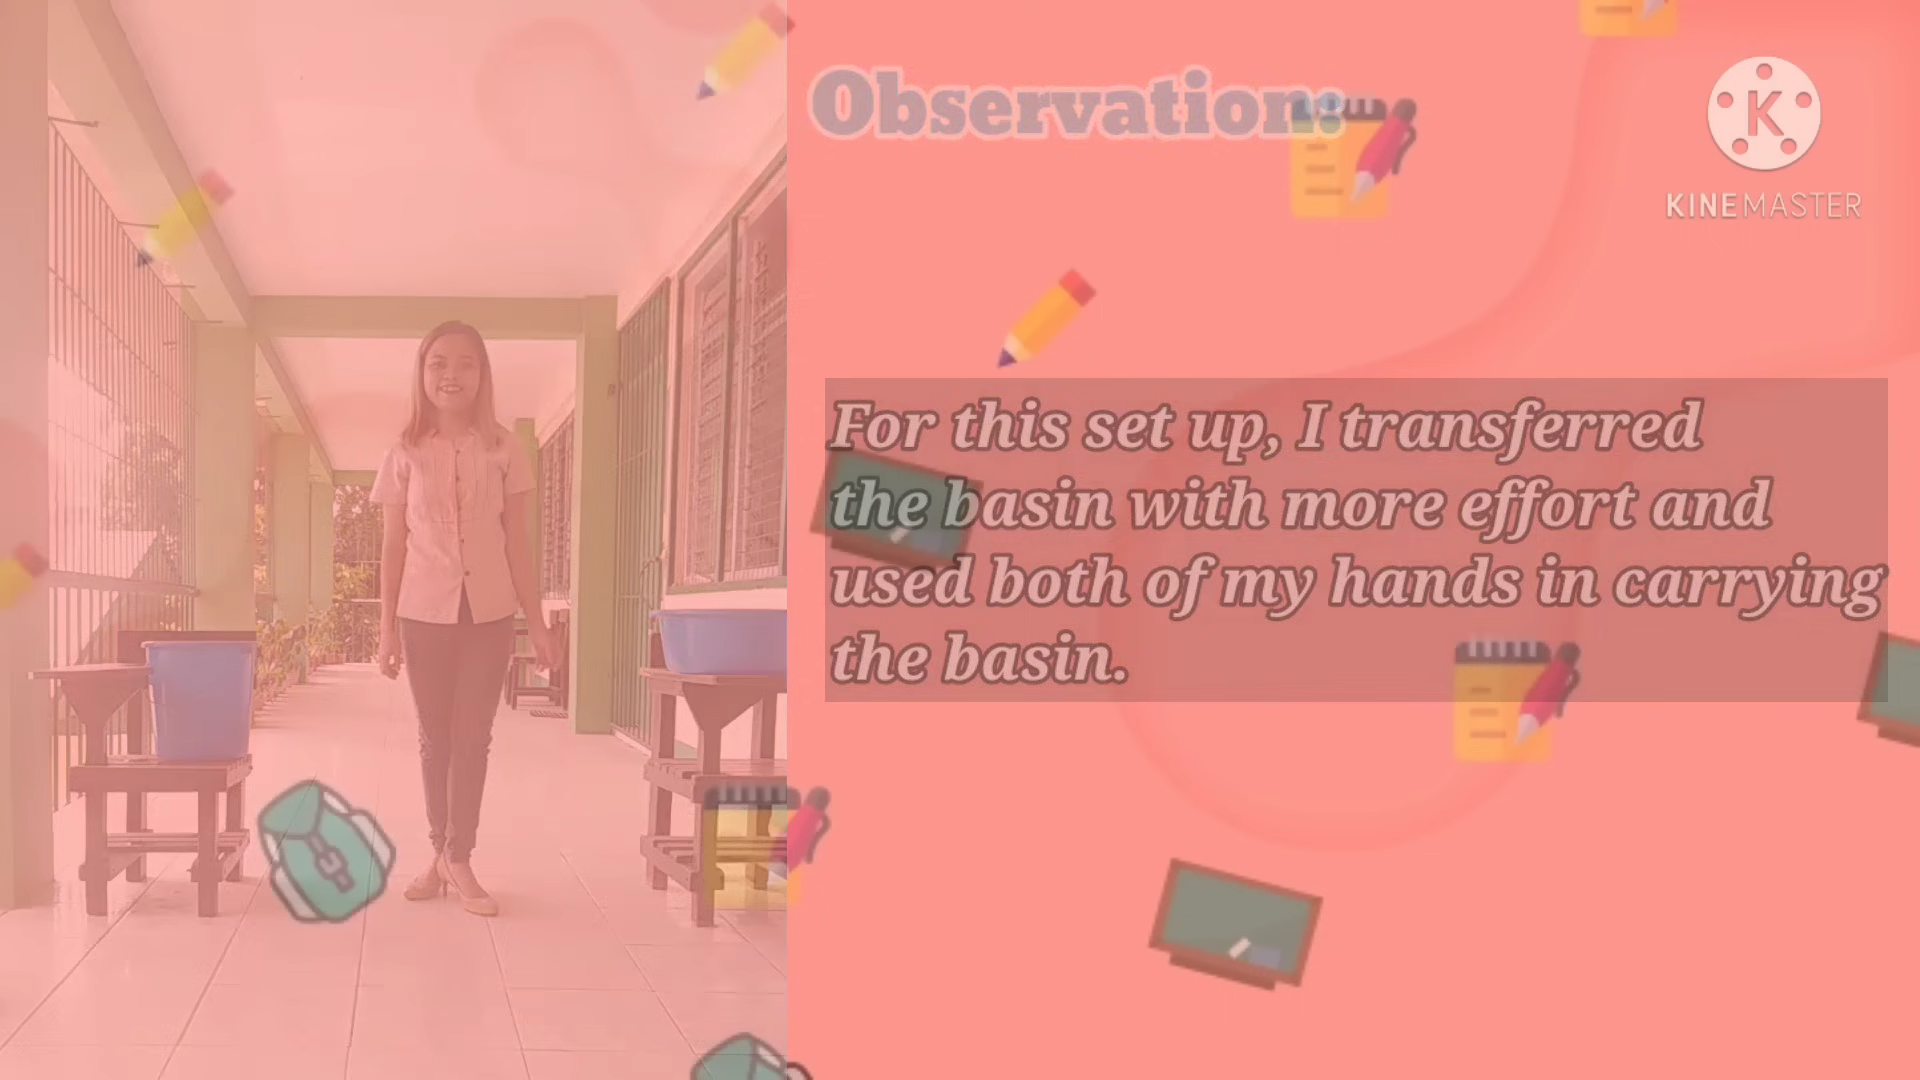 Observation:
KINEMASTER
For this set up, I transferred
the basin with more effort and
used both of my hands in carrying
the basin.